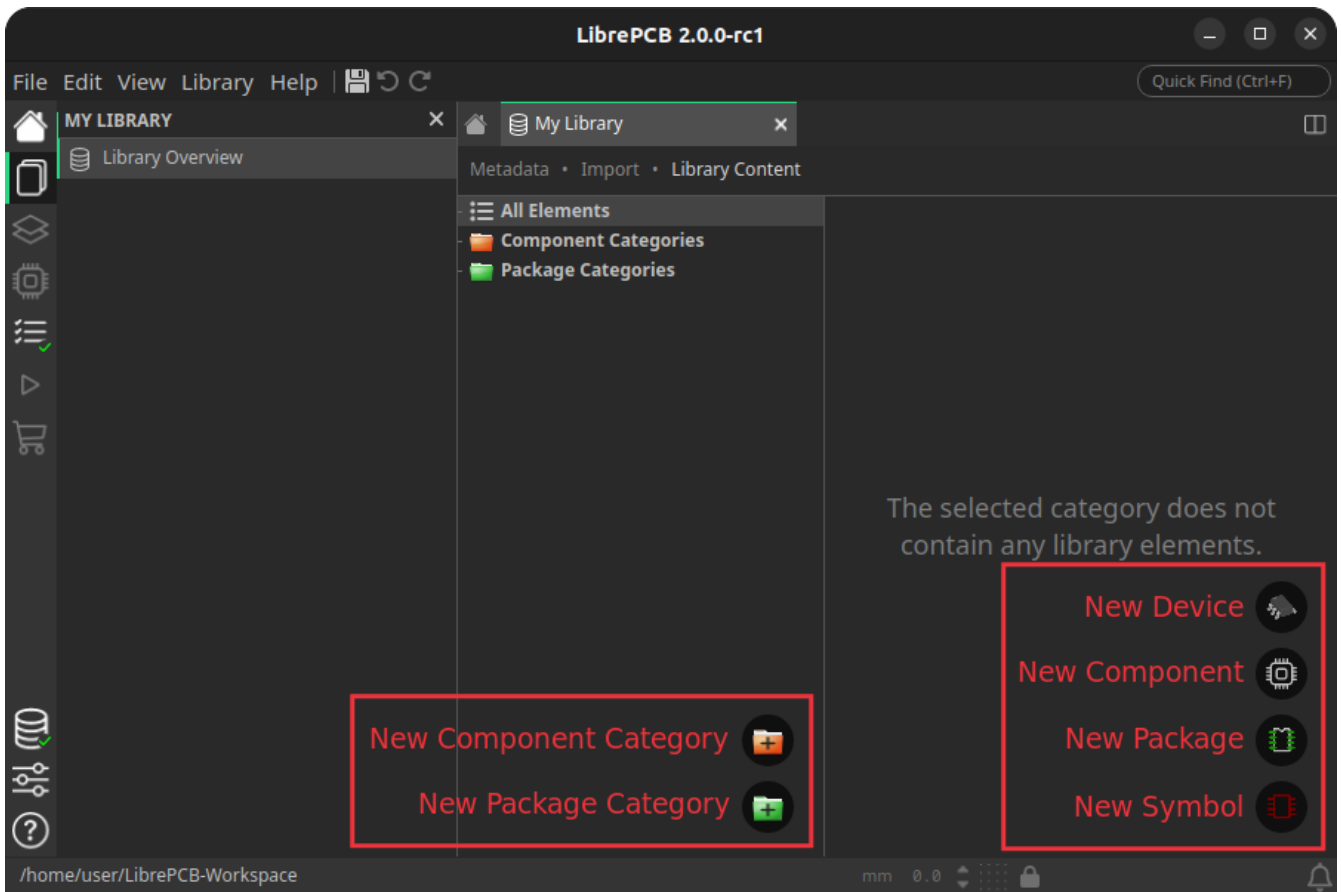 LibrePCB 2.0.0-rc1
File Edit View Library Help
Quick Find (Ctrl+F)
MY LIBRARY
Library Overview
My Library
Metadata • Import • Library Content
All Elements
Component Categories
Package Categories
The selected category does not
contain any library elements.
New Device
New Component
New Package
New Symbol
New Component Category
New Package Category
/home/user/LibrePCB-Workspace
mm 0.0